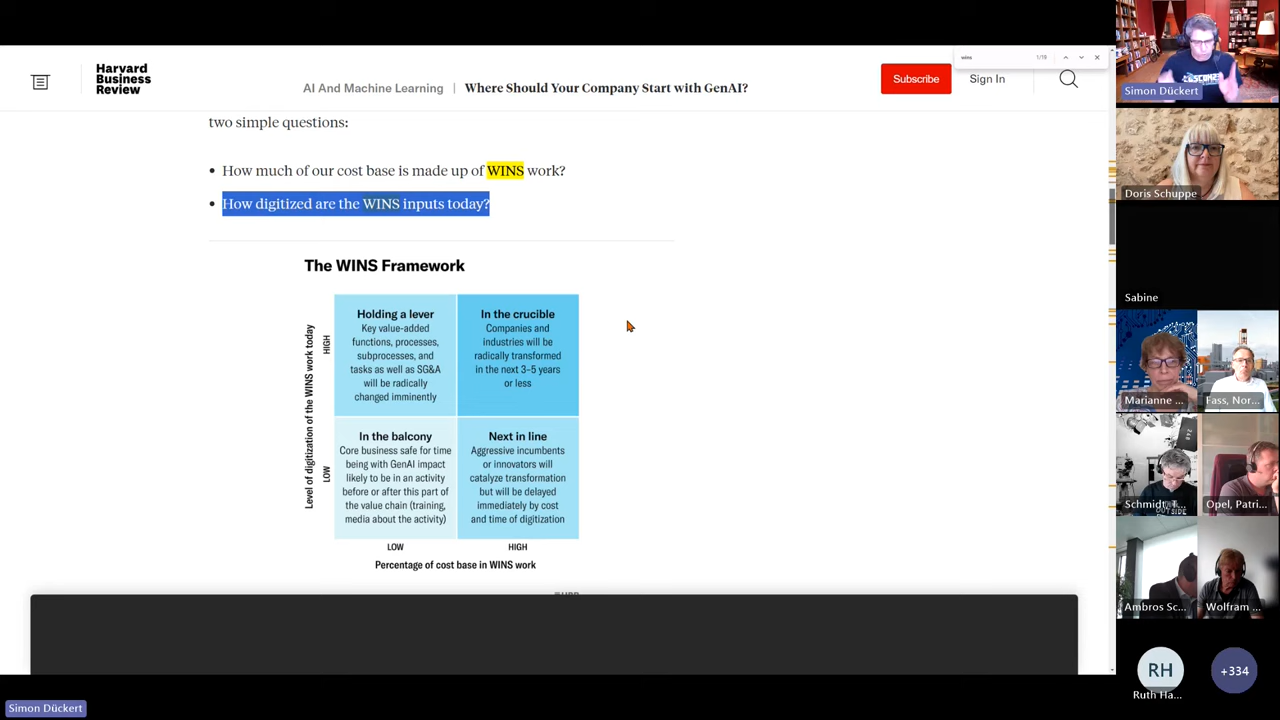 Harvard
Business
Review
AI And Machine Learning | Where Should Your Company Start with GenAI?
Subscribe
Sign In
wins
1/19
two simple questions:
• How much of our cost base is made up of WINS work?
• How digitized are the WINS inputs today?
The WINS Framework
Level of digitization of the WINS work today
HIGH
LOW
Holding a lever
Key value-added
functions, processes,
subprocesses, and
tasks as well as SG&A
will be radically
changed imminently
In the crucible
Companies and
industries will be
radically transformed
in the next 3–5 years
or less
In the balcony
Core business safe for time
being with GenAI impact
likely to be in an activity
before or after this part of
the value chain (training,
media about the activity)
Next in line
Aggressive incumbents
or innovators will
catalyze transformation
but will be delayed
immediately by cost
and time of digitization
LOW
HIGH
Percentage of cost base in WINS work
Simon Dückert
Doris Schuppe
Sabine
Marianne ...
Fass, Nor...
Schmidt, T...
Opel, Patri...
Ambros Sc...
Wolfram ...
RH
Ruth Ha...
+334
Simon Dückert